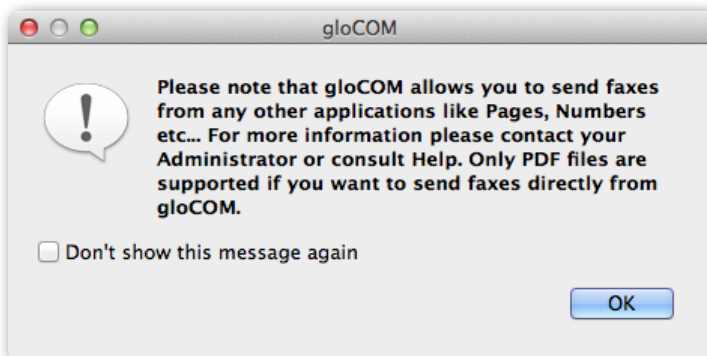 gloCOM
Please note that gloCOM allows you to send faxes
from any other applications like Pages, Numbers
etc... For more information please contact your
Administrator or consult Help. Only PDF files are
supported if you want to send faxes directly from
gloCOM.
Don't show this message again
OK